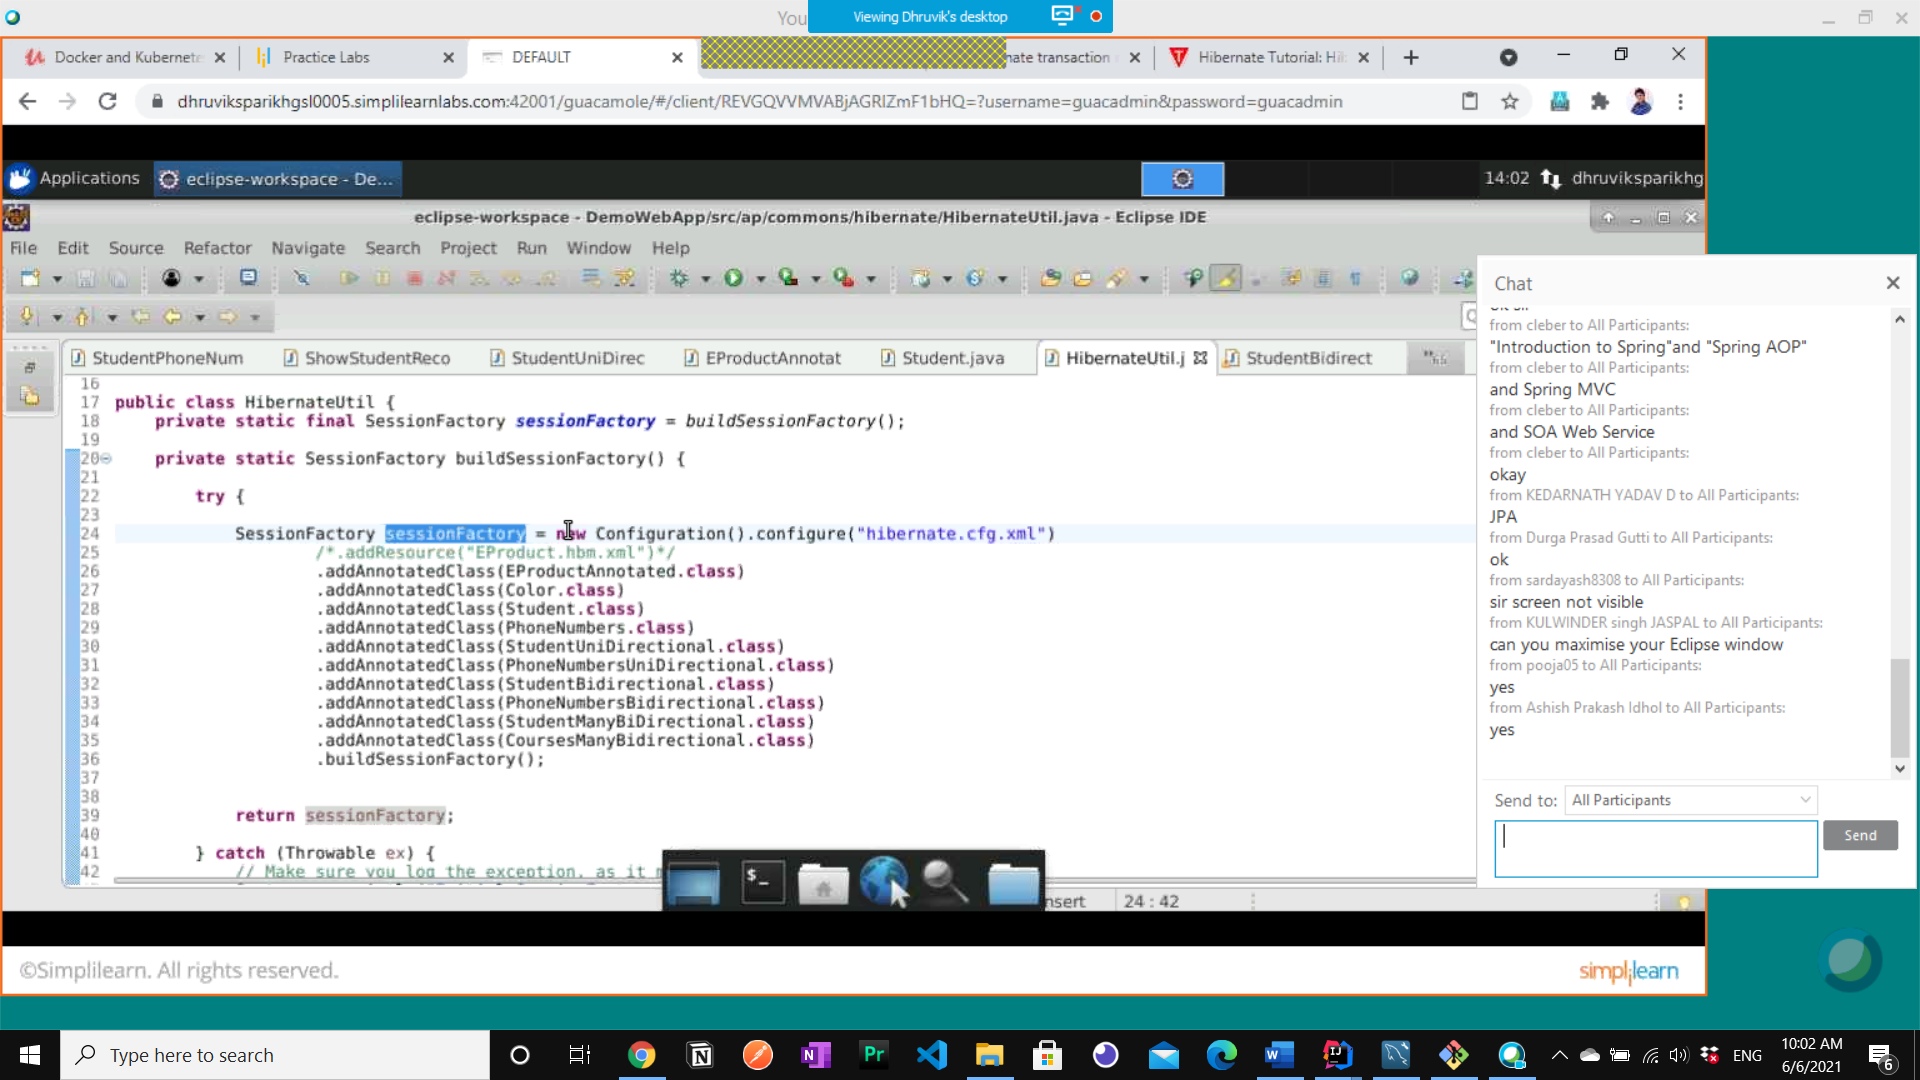 You
Viewing Dhruvik's desktop
Docker and Kubernete
Practice Labs
DEFAULT
nate transaction
Hibernate Tutorial: Hi
dhruviksparikhgsl0005.simplilearnlabs.com:42001/guacamole/#/client/REVGQVVMVABjAGRlZmF1bHQ=?username=guacadmin&password=guacadmin
Applications
eclipse-workspace - De...
14:02
dhruviksparikhg
eclipse-workspace - DemoWebApp/src/ap/commons/hibernate/HibernateUtil.java - Eclipse IDE
File Edit Source Refactor Navigate Search Project Run Window Help
StudentPhoneNum
ShowStudentReco
StudentUniDirec
EProductAnnotat
Student.java
HibernateUtil.j
StudentBidirect
16
17 public class HibernateUtil {
18 private static final SessionFactory sessionFactory = buildSessionFactory();
19
20 private static SessionFactory buildSessionFactory() {
21
22 try {
23
24 SessionFactory sessionFactory = new Configuration().configure("hibernate.cfg.xml")
25 /*.addResource("EProduct.hbm.xml")*/
26 .addAnnotatedClass(EProductAnnotated.class)
27 .addAnnotatedClass(Color.class)
28 .addAnnotatedClass(Student.class)
29 .addAnnotatedClass(PhoneNumbers.class)
30 .addAnnotatedClass(StudentUniDirectional.class)
31 .addAnnotatedClass(PhoneNumbersUniDirectional.class)
32 .addAnnotatedClass(StudentBidirectional.class)
33 .addAnnotatedClass(PhoneNumbersBidirectional.class)
34 .addAnnotatedClass(StudentManyBiDirectional.class)
35 .addAnnotatedClass(CoursesManyBidirectional.class)
36 .buildSessionFactory();
37
38
39 return sessionFactory;
40
41 } catch (Throwable ex) {
42 // Make sure you log the exception, as it m
nsert
24 : 42
Chat
ok sir
from cleber to All Participants:
"Introduction to Spring"and "Spring AOP"
from cleber to All Participants:
and Spring MVC
from cleber to All Participants:
and SOA Web Service
from cleber to All Participants:
okay
from KEDARNATH YADAV D to All Participants:
JPA
from Durga Prasad Gutti to All Participants:
ok
from sardayash8308 to All Participants:
sir screen not visible
from KULWINDER singh JASPAL to All Participants:
can you maximise your Eclipse window
from pooja05 to All Participants:
yes
from Ashish Prakash Idhol to All Participants:
yes
Send to:
All Participants
Send
©Simplilearn. All rights reserved.
simplilearn
Type here to search
ENG
10:02 AM
6/6/2021
6